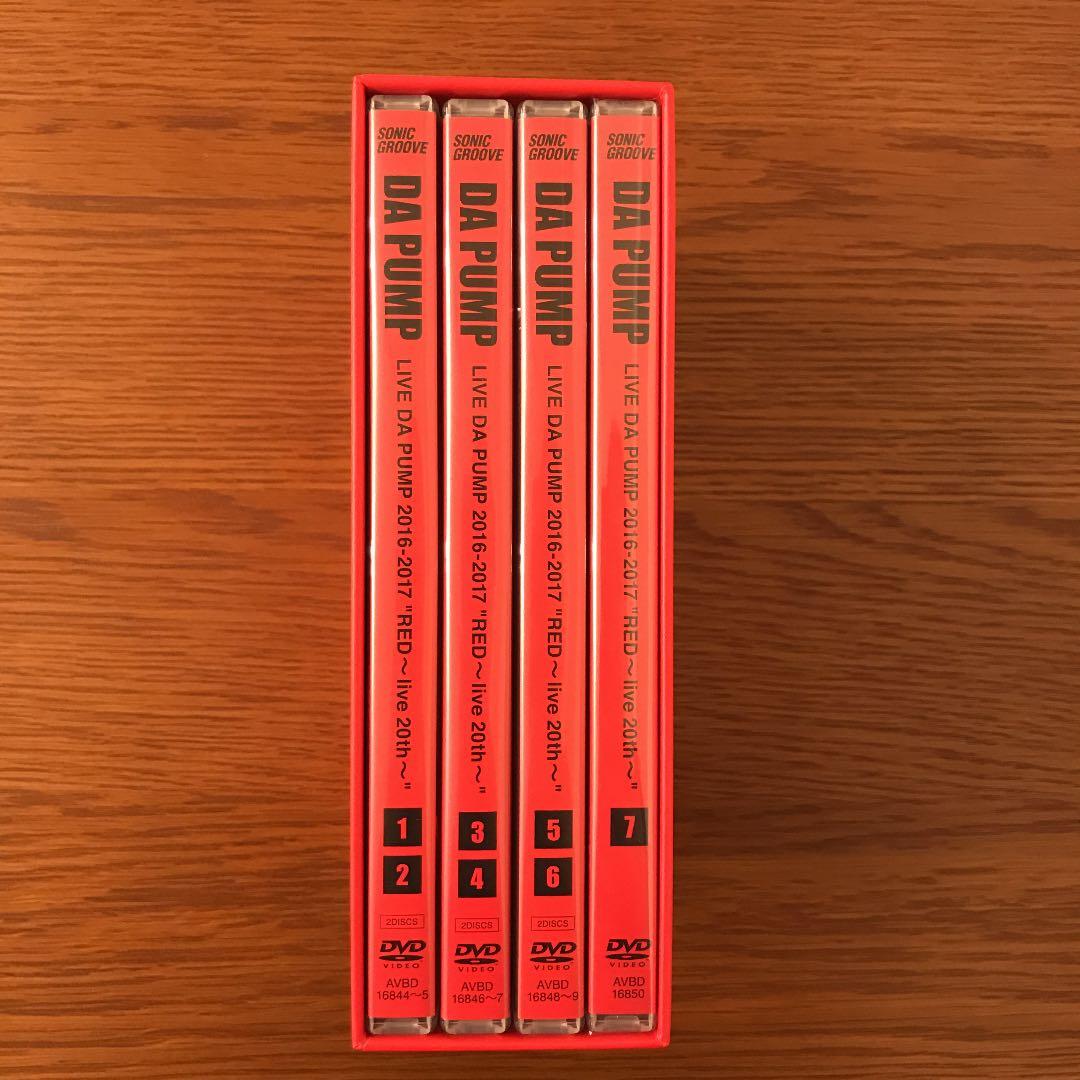 SONIC
GROOVE
DA PUMP
LIVE DA PUMP 2016-2017 "RED～live 20th～"
1
2
2DISCS
DVD
VIDEO
AVBD
16844～5
SONIC
GROOVE
DA PUMP
LIVE DA PUMP 2016-2017 "RED～live 20th～"
3
4
2DISCS
DVD
VIDEO
AVBD
16846～7
SONIC
GROOVE
DA PUMP
LIVE DA PUMP 2016-2017 "RED～live 20th～"
5
6
2DISCS
DVD
VIDEO
AVBD
16848～9
SONIC
GROOVE
DA PUMP
LIVE DA PUMP 2016-2017 "RED～live 20th～"
7
DVD
VIDEO
AVBD
16850